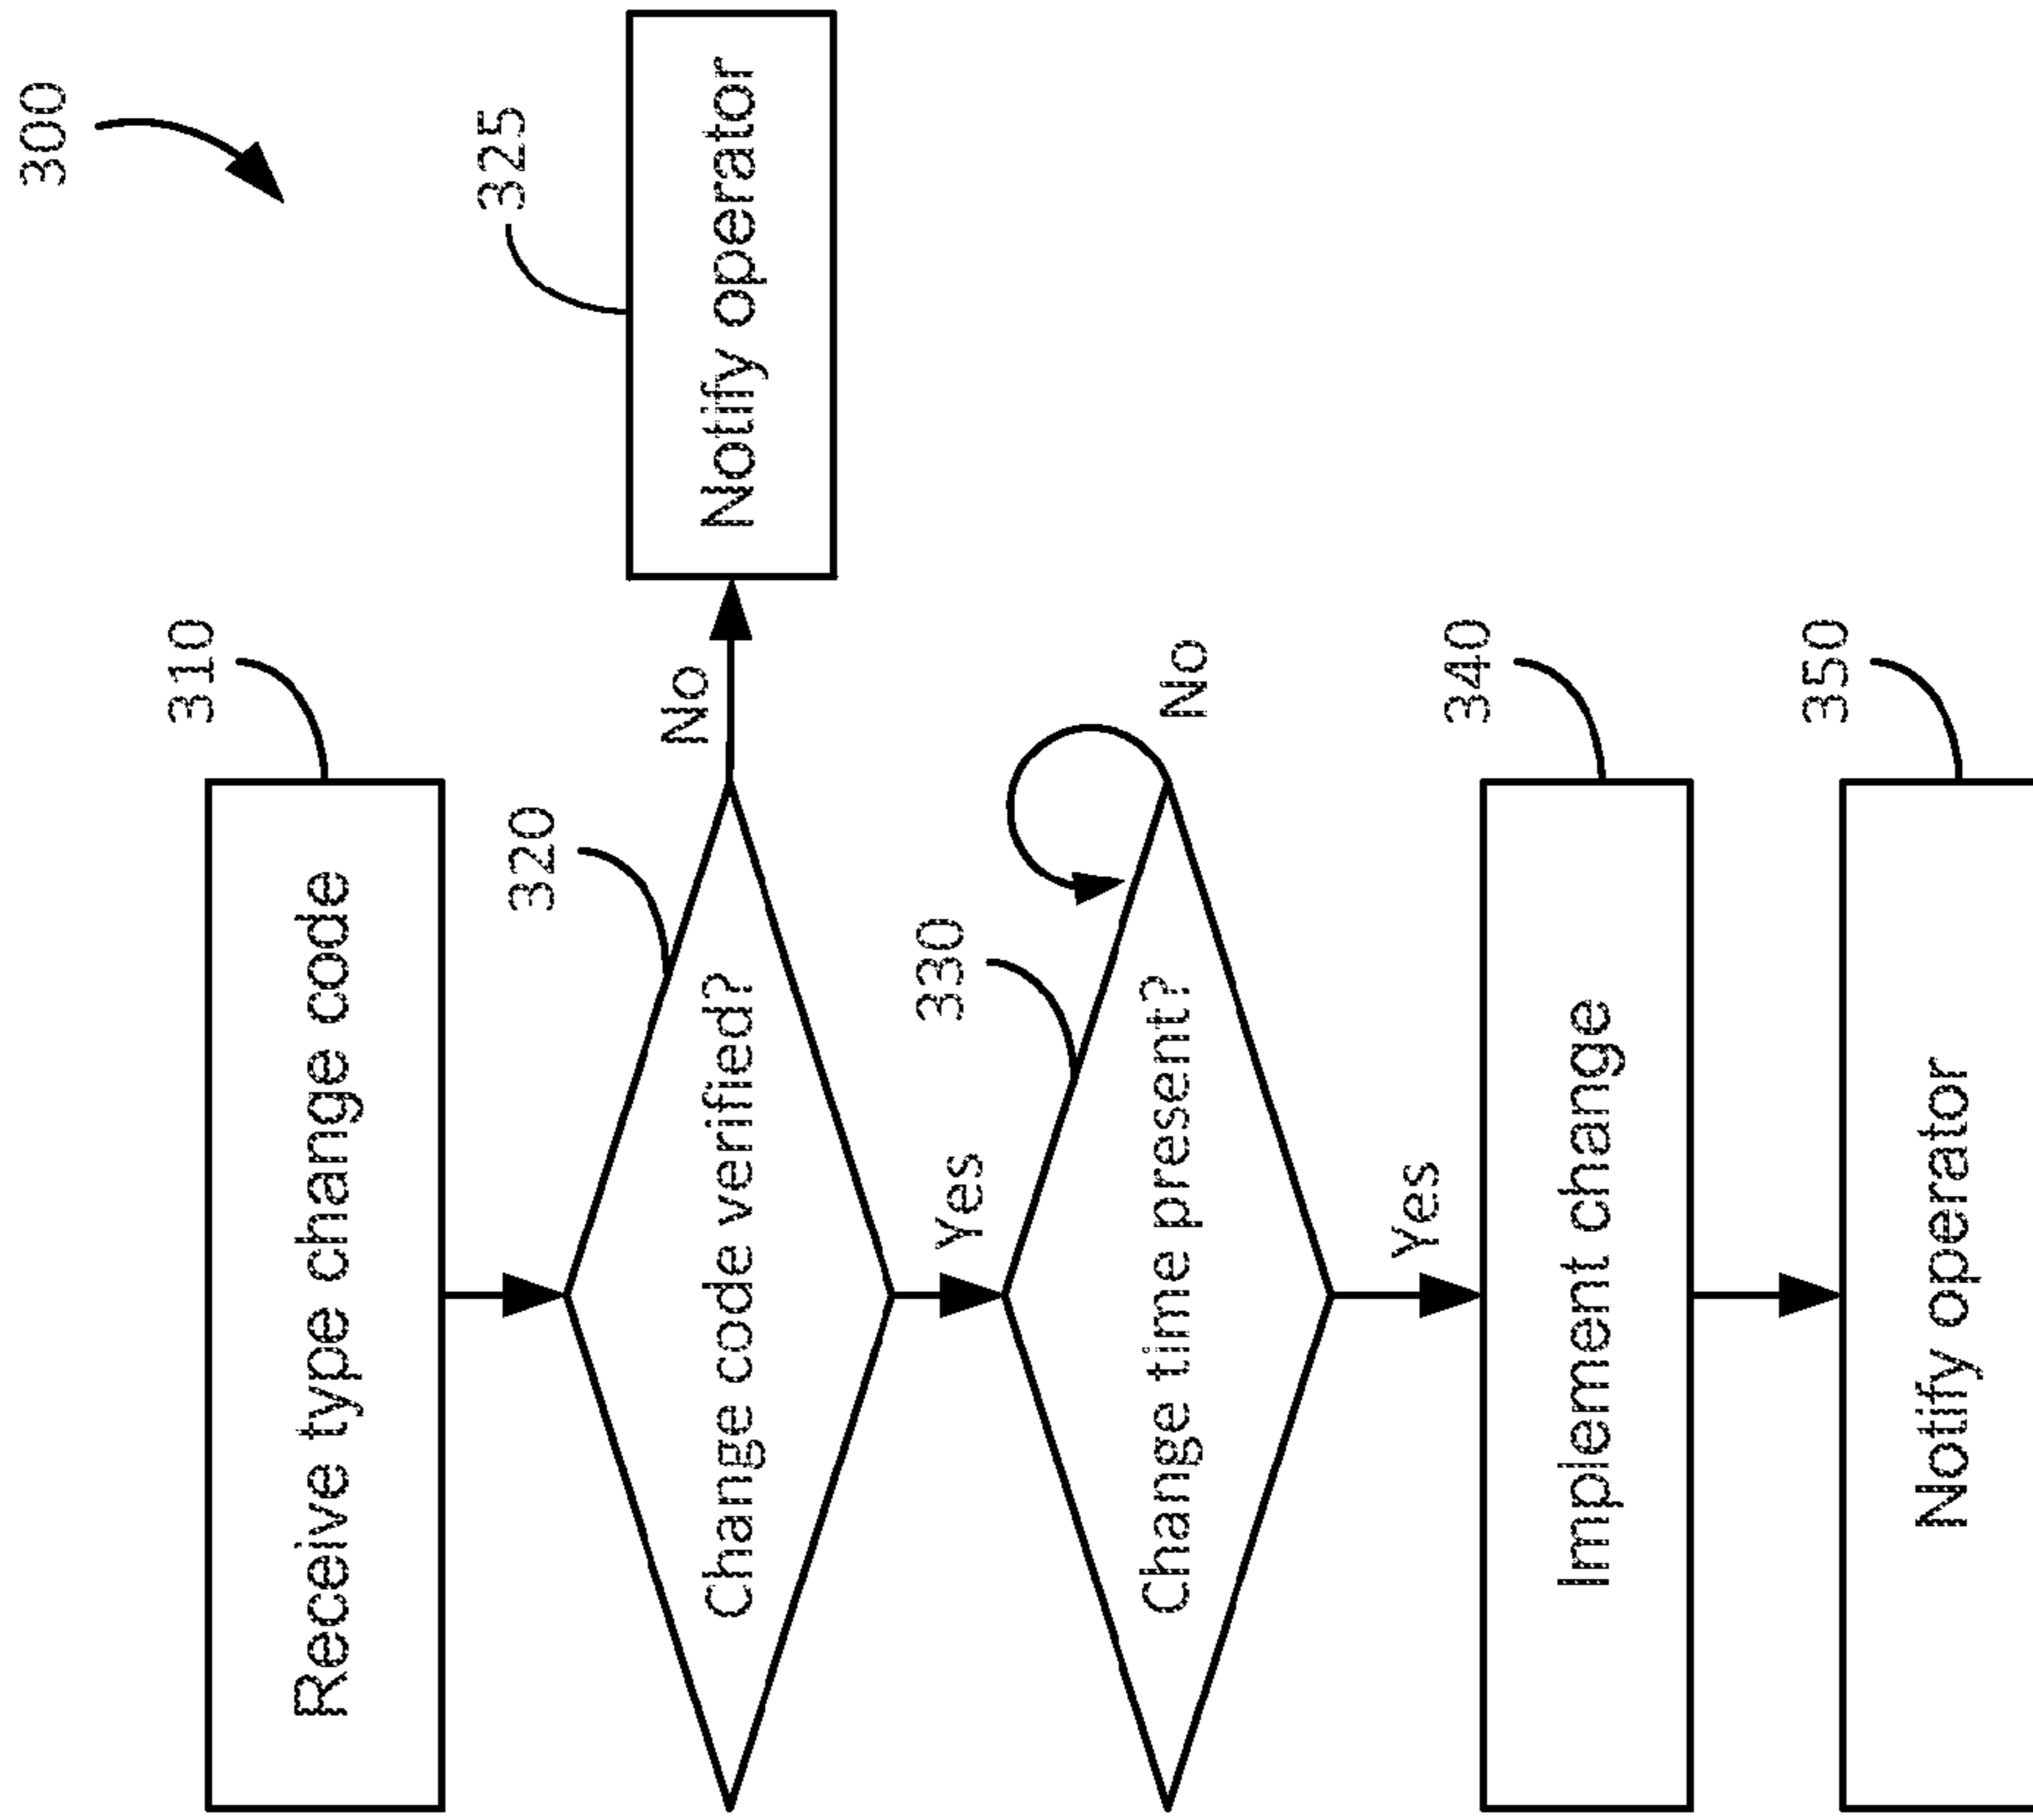 300
310
Receive type change code
320
Change code verified?
No
325
Notify operator
Yes
330
Change time present?
No
Yes
340
Implement change
350
Notify operator